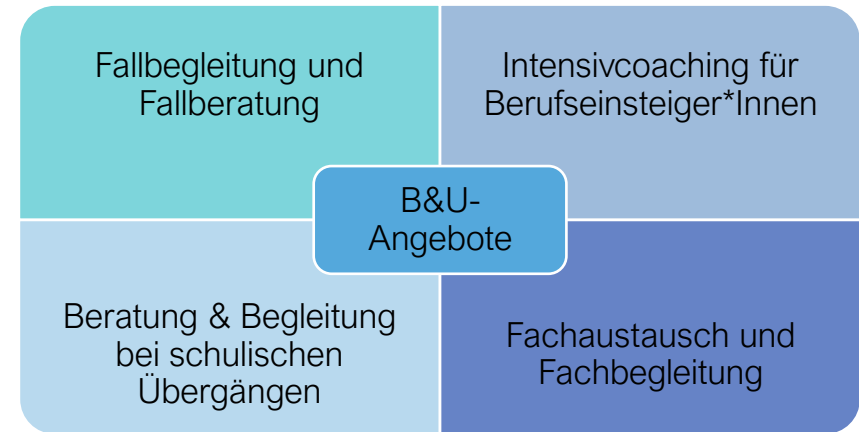 Fallbegleitung und
Fallberatung
Intensivcoaching für
Berufseinsteiger*Innen
B&U-
Angebote
Beratung & Begleitung
bei schulischen
Übergängen
Fachaustausch und
Fachbegleitung